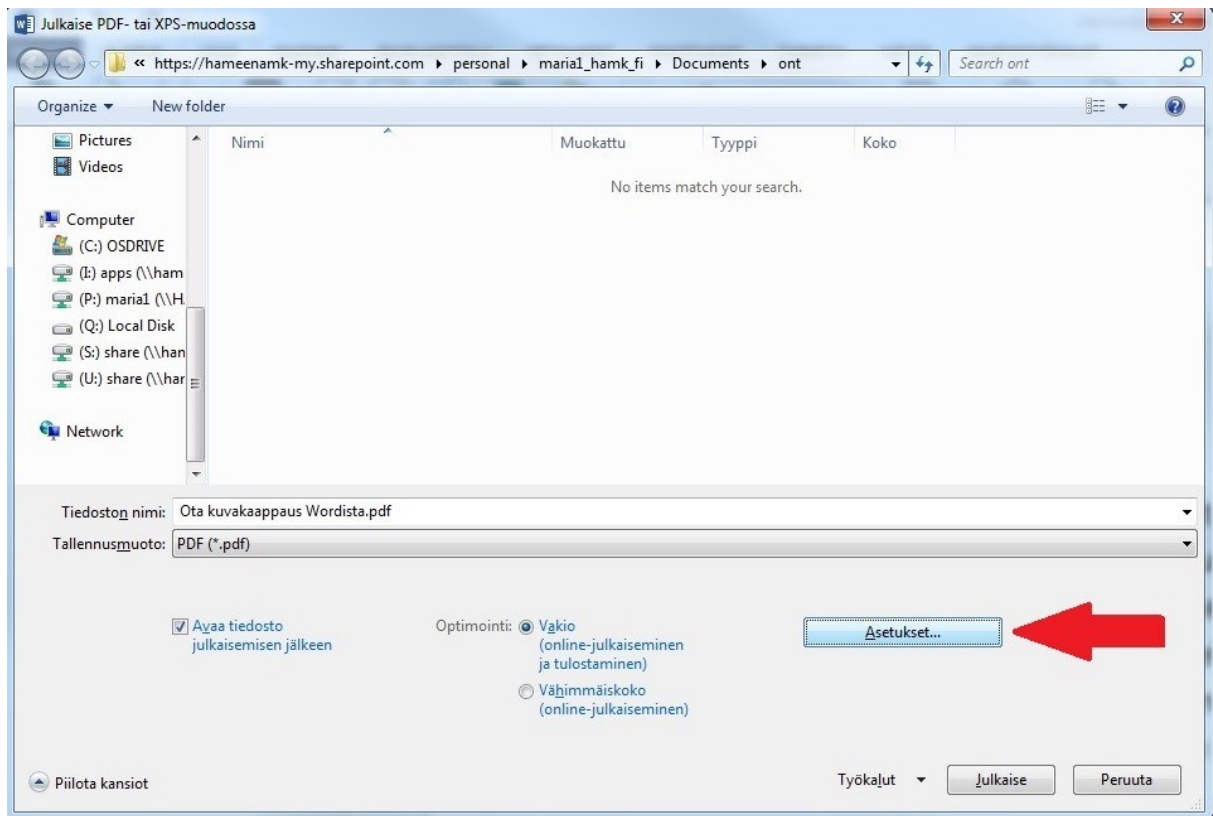 Julkaise PDF- tai XPS-muodossa
« https://hameenamk-my.sharepoint.com ▸ personal ▸ maria1_hamk_fi ▸ Documents ▸ ont
Search ont
Organize
New folder
Nimi
Muokattu
Tyyppi
Koko
No items match your search.
Pictures
Videos
Computer
(C:) OSDRIVE
(I:) apps (\\ham
(P:) maria1 (\\H
(Q:) Local Disk
(S:) share (\\han
(U:) share (\\har
Network
Tiedoston nimi: Ota kuvakaappaus Wordista.pdf
Tallennusmuoto: PDF (*.pdf)
Avaa tiedosto
julkaisemisen jälkeen
Optimointi:
Vakio
(online-julkaiseminen
ja tulostaminen)
Vähimmäiskoko
(online-julkaiseminen)
Asetukset...
Piilota kansiot
Työkalut
Julkaise
Peruuta